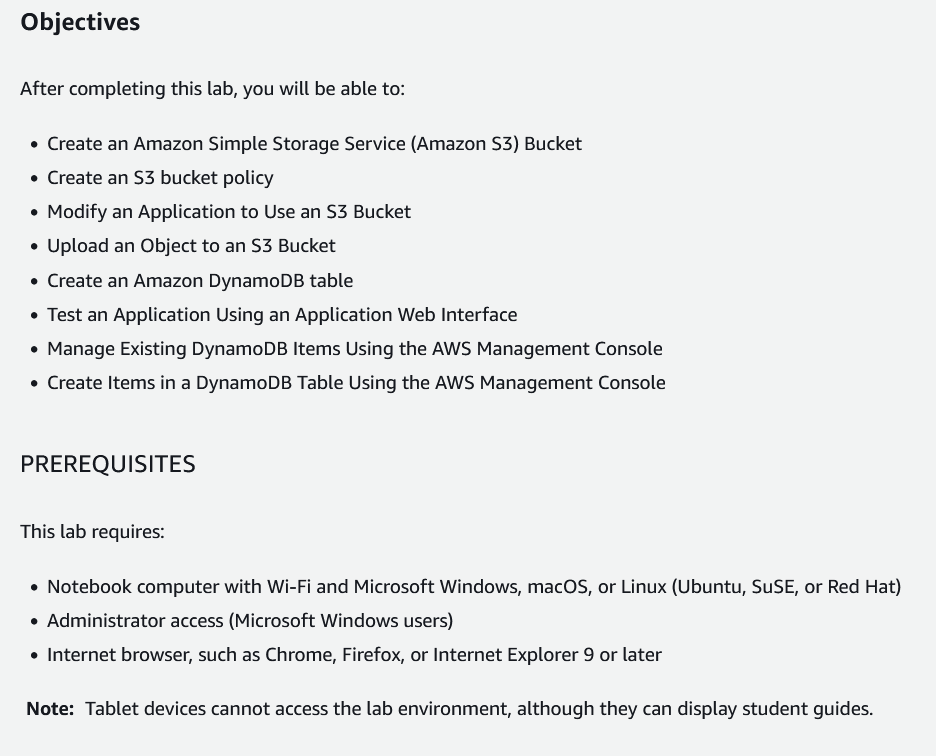 Objectives
After completing this lab, you will be able to:
• Create an Amazon Simple Storage Service (Amazon S3) Bucket
• Create an S3 bucket policy
• Modify an Application to Use an S3 Bucket
• Upload an Object to an S3 Bucket
• Create an Amazon DynamoDB table
• Test an Application Using an Application Web Interface
• Manage Existing DynamoDB Items Using the AWS Management Console
• Create Items in a DynamoDB Table Using the AWS Management Console
PREREQUISITES
This lab requires:
• Notebook computer with Wi-Fi and Microsoft Windows, macOS, or Linux (Ubuntu, SuSE, or Red Hat)
• Administrator access (Microsoft Windows users)
• Internet browser, such as Chrome, Firefox, or Internet Explorer 9 or later
Note: Tablet devices cannot access the lab environment, although they can display student guides.